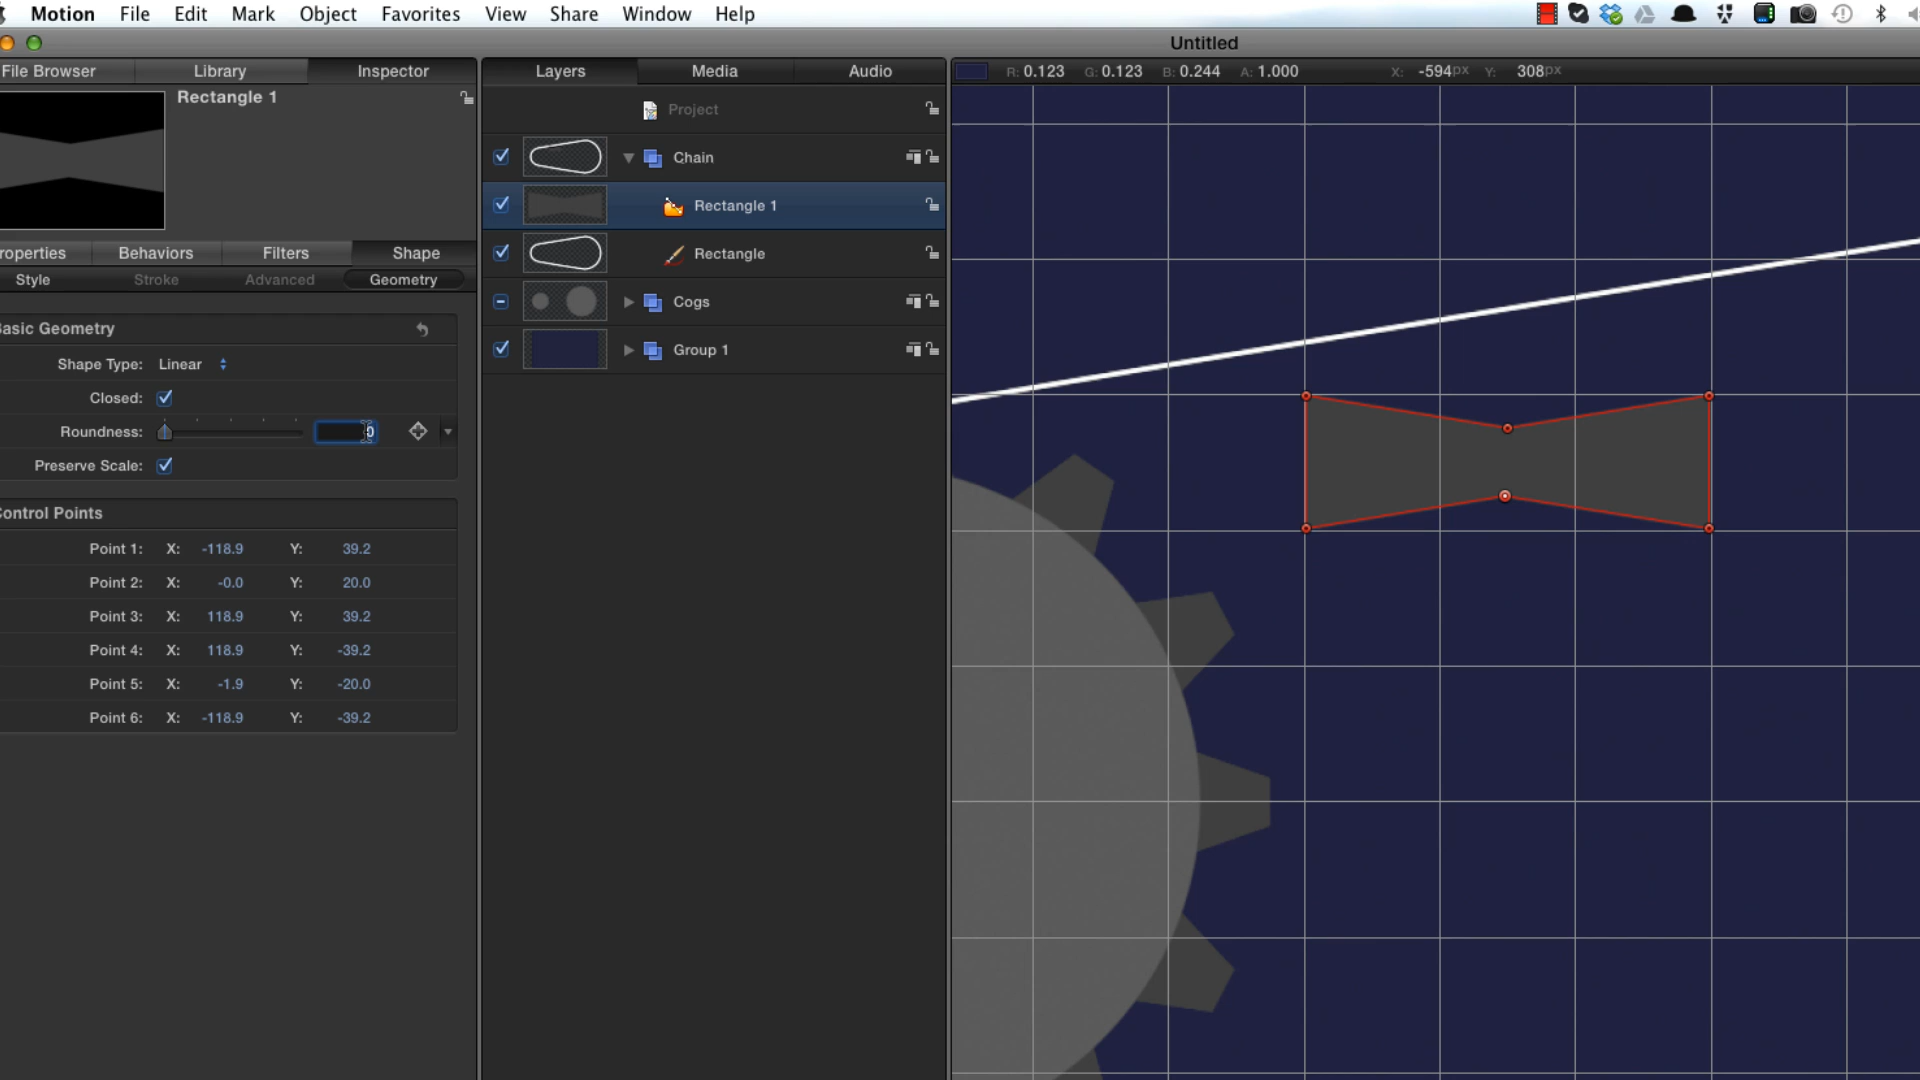 Motion File Edit Mark Object Favorites View Share Window Help
Untitled
File Browser Library Inspector
Layers Media Audio
R: 0.123 G: 0.123 B: 0.244 A: 1.000 X: -594px Y: 308px
Rectangle 1
roperties Behaviors Filters Shape
Style Stroke Advanced Geometry
Basic Geometry
Shape Type: Linear
Closed:
Roundness: 0
Preserve Scale:
Control Points
Point 1: X: -118.9 Y: 39.2
Point 2: X: -0.0 Y: 20.0
Point 3: X: 118.9 Y: 39.2
Point 4: X: 118.9 Y: -39.2
Point 5: X: -1.9 Y: -20.0
Point 6: X: -118.9 Y: -39.2
Project
Chain
Rectangle 1
Rectangle
Cogs
Group 1